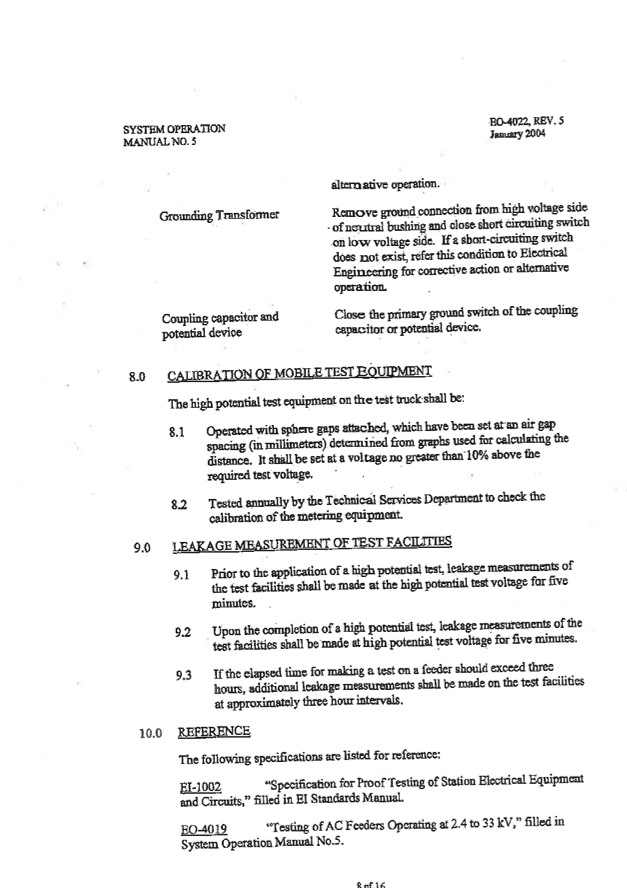 SYSTEM OPERATION
MANUAL NO. 5
EO-4022, REV. 5
January 2004
alternative operation.
Grounding Transformer
Remove ground connection from high voltage side
of neutral bushing and close short circuiting switch
on low voltage side. If a short-circuiting switch
does not exist, refer this condition to Electrical
Engineering for corrective action or alternative
operation.
Coupling capacitor and
potential device
Close the primary ground switch of the coupling
capacitor or potential device.
8.0 CALIBRATION OF MOBILE TEST EQUIPMENT
The high potential test equipment on the test truck shall be:
8.1 Operated with sphere gaps attached, which have been set at an air gap
spacing (in millimeters) determined from graphs used for calculating the
distance. It shall be set at a voltage no greater than 10% above the
required test voltage.
8.2 Tested annually by the Technical Services Department to check the
calibration of the metering equipment.
9.0 LEAKAGE MEASUREMENT OF TEST FACILITIES
9.1 Prior to the application of a high potential test, leakage measurements of
the test facilities shall be made at the high potential test voltage for five
minutes.
9.2 Upon the completion of a high potential test, leakage measurements of the
test facilities shall be made at high potential test voltage for five minutes.
9.3 If the elapsed time for making a test on a feeder should exceed three
hours, additional leakage measurements shall be made on the test facilities
at approximately three hour intervals.
10.0 REFERENCE
The following specifications are listed for reference:
EI-1002 "Specification for Proof Testing of Station Electrical Equipment
and Circuits," filled in EI Standards Manual.
EO-4019 "Testing of AC Feeders Operating at 2.4 to 33 kV," filled in
System Operation Manual No.5.
8 of 16